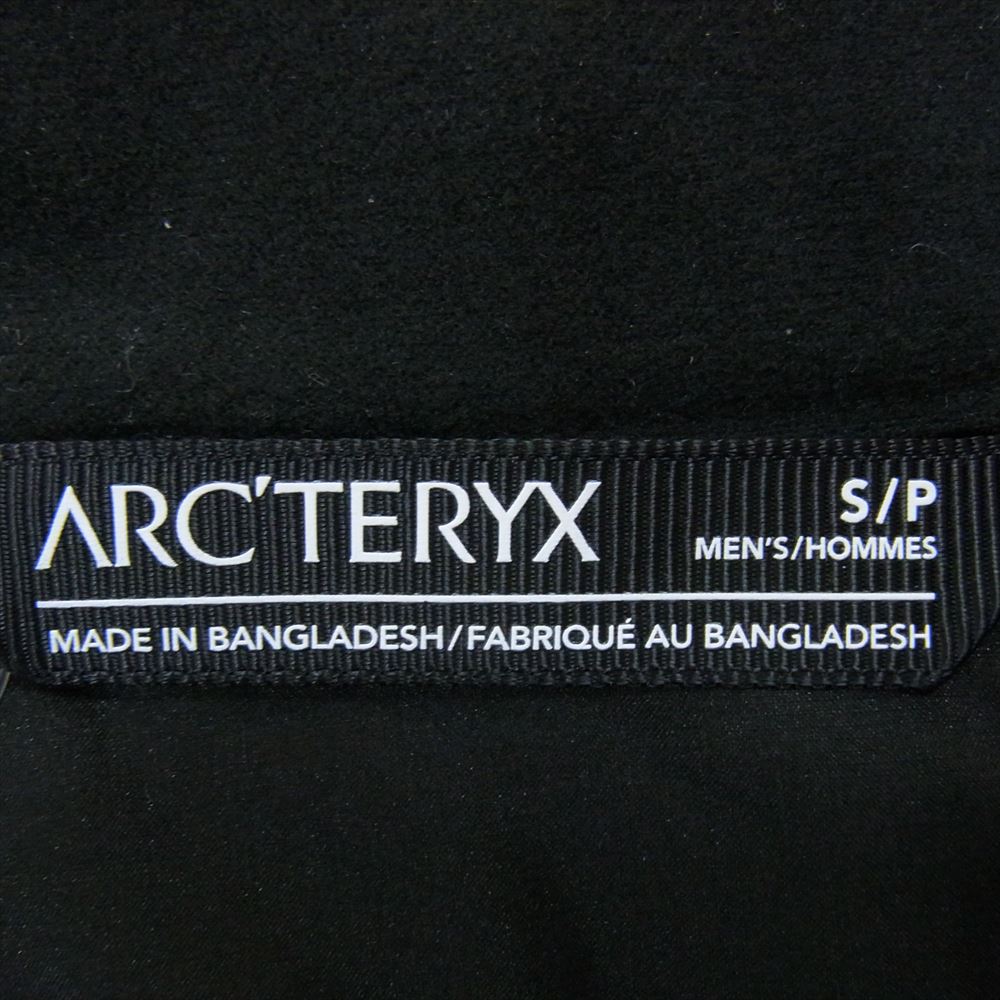 ARC'TERYX
S/P
MEN'S/HOMMES
MADE IN BANGLADESH/FABRIQUÉ AU BANGLADESH